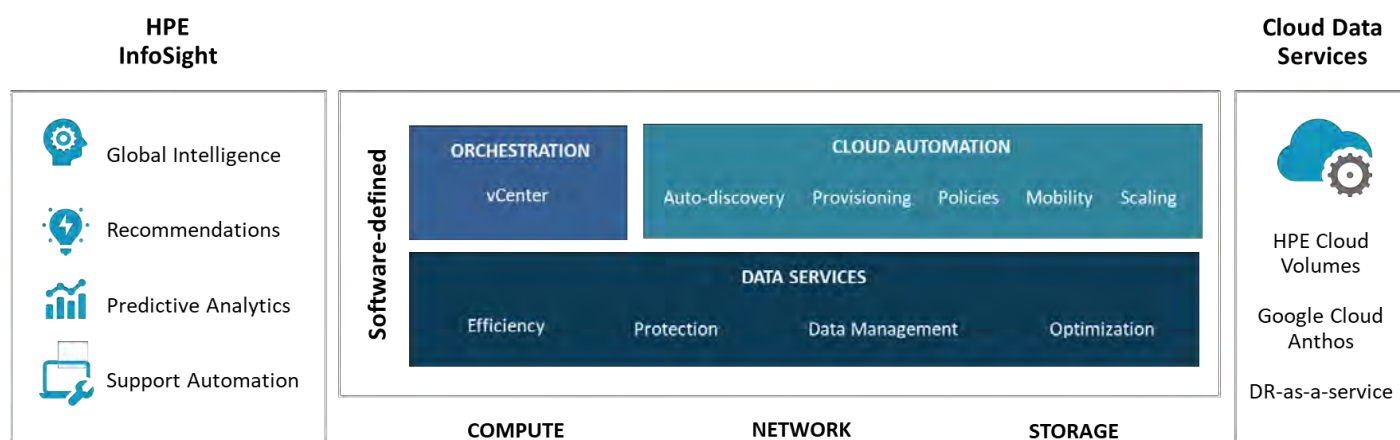 HPE
InfoSight
Global Intelligence
Recommendations
Predictive Analytics
Support Automation
Software-defined
ORCHESTRATION
vCenter
CLOUD AUTOMATION
Auto-discovery Provisioning Policies Mobility Scaling
DATA SERVICES
Efficiency Protection Data Management Optimization
COMPUTE NETWORK STORAGE
Cloud Data
Services
HPE Cloud
Volumes
Google Cloud
Anthos
DR-as-a-service